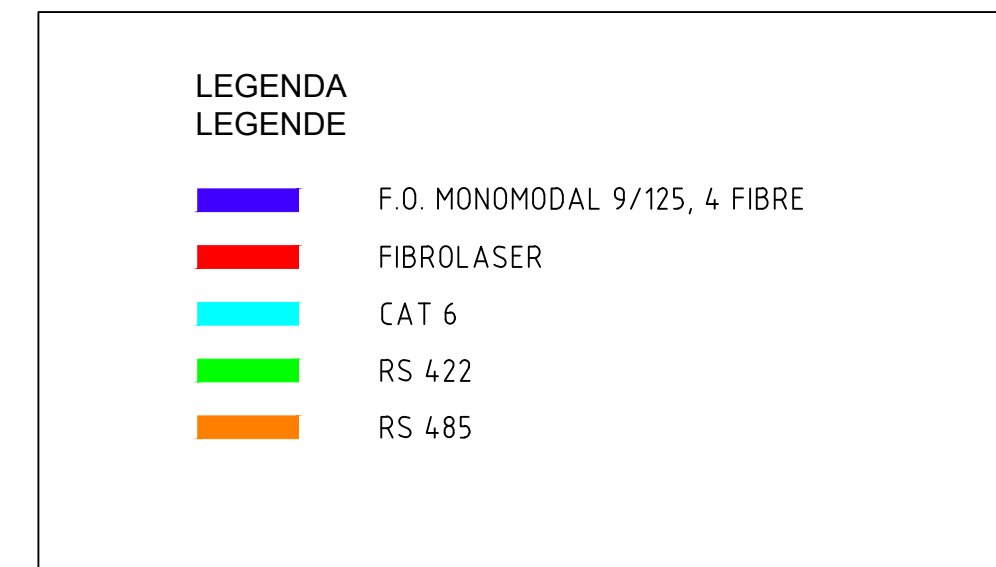 LEGENDA
LEGENDE
F.O. MONOMODAL 9/125, 4 FIBRE
FIBROLASER
CAT 6
RS 422
RS 485